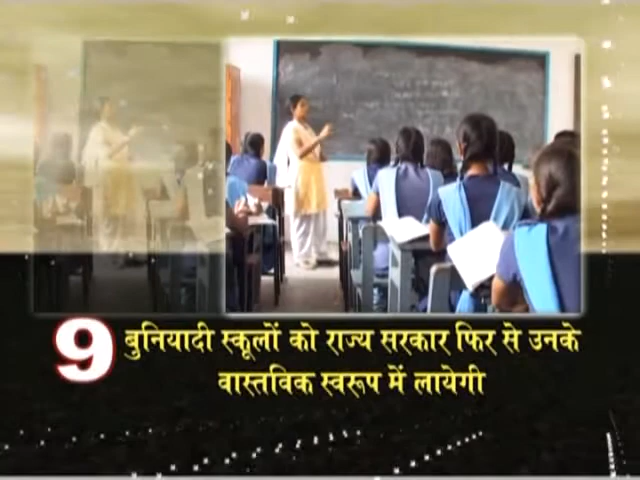 9 बुनियादी स्कूलों को राज्य सरकार फिर से उनके
वास्तविक स्वरूप में लायेगी